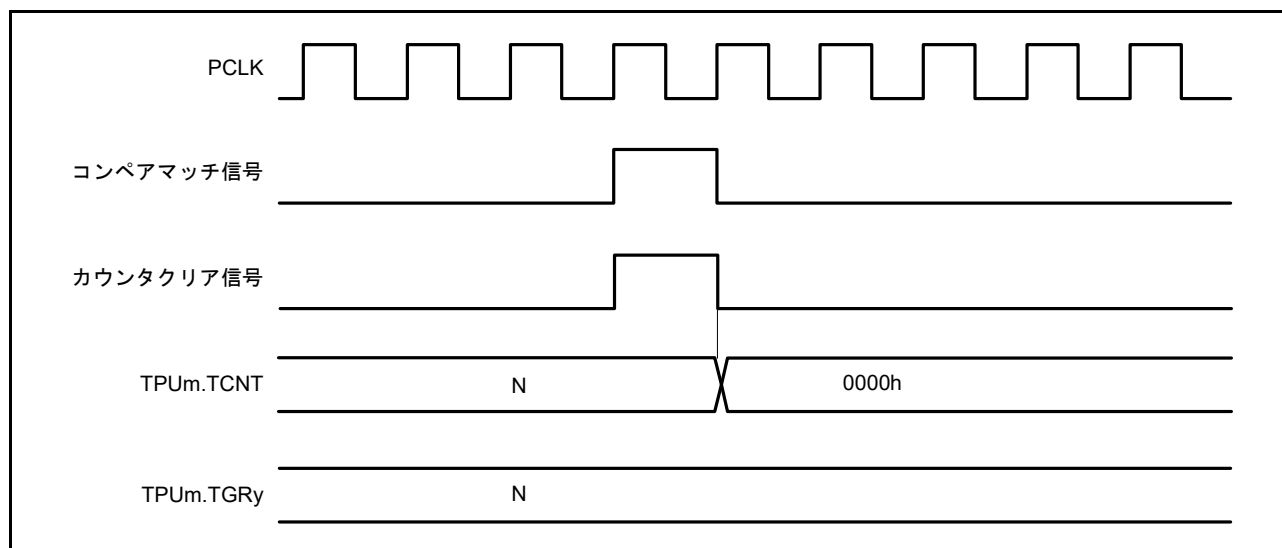 PCLK
コンペアマッチ信号
カウンタクリア信号
TPUm.TCNT
N
0000h
TPUm.TGRy
N